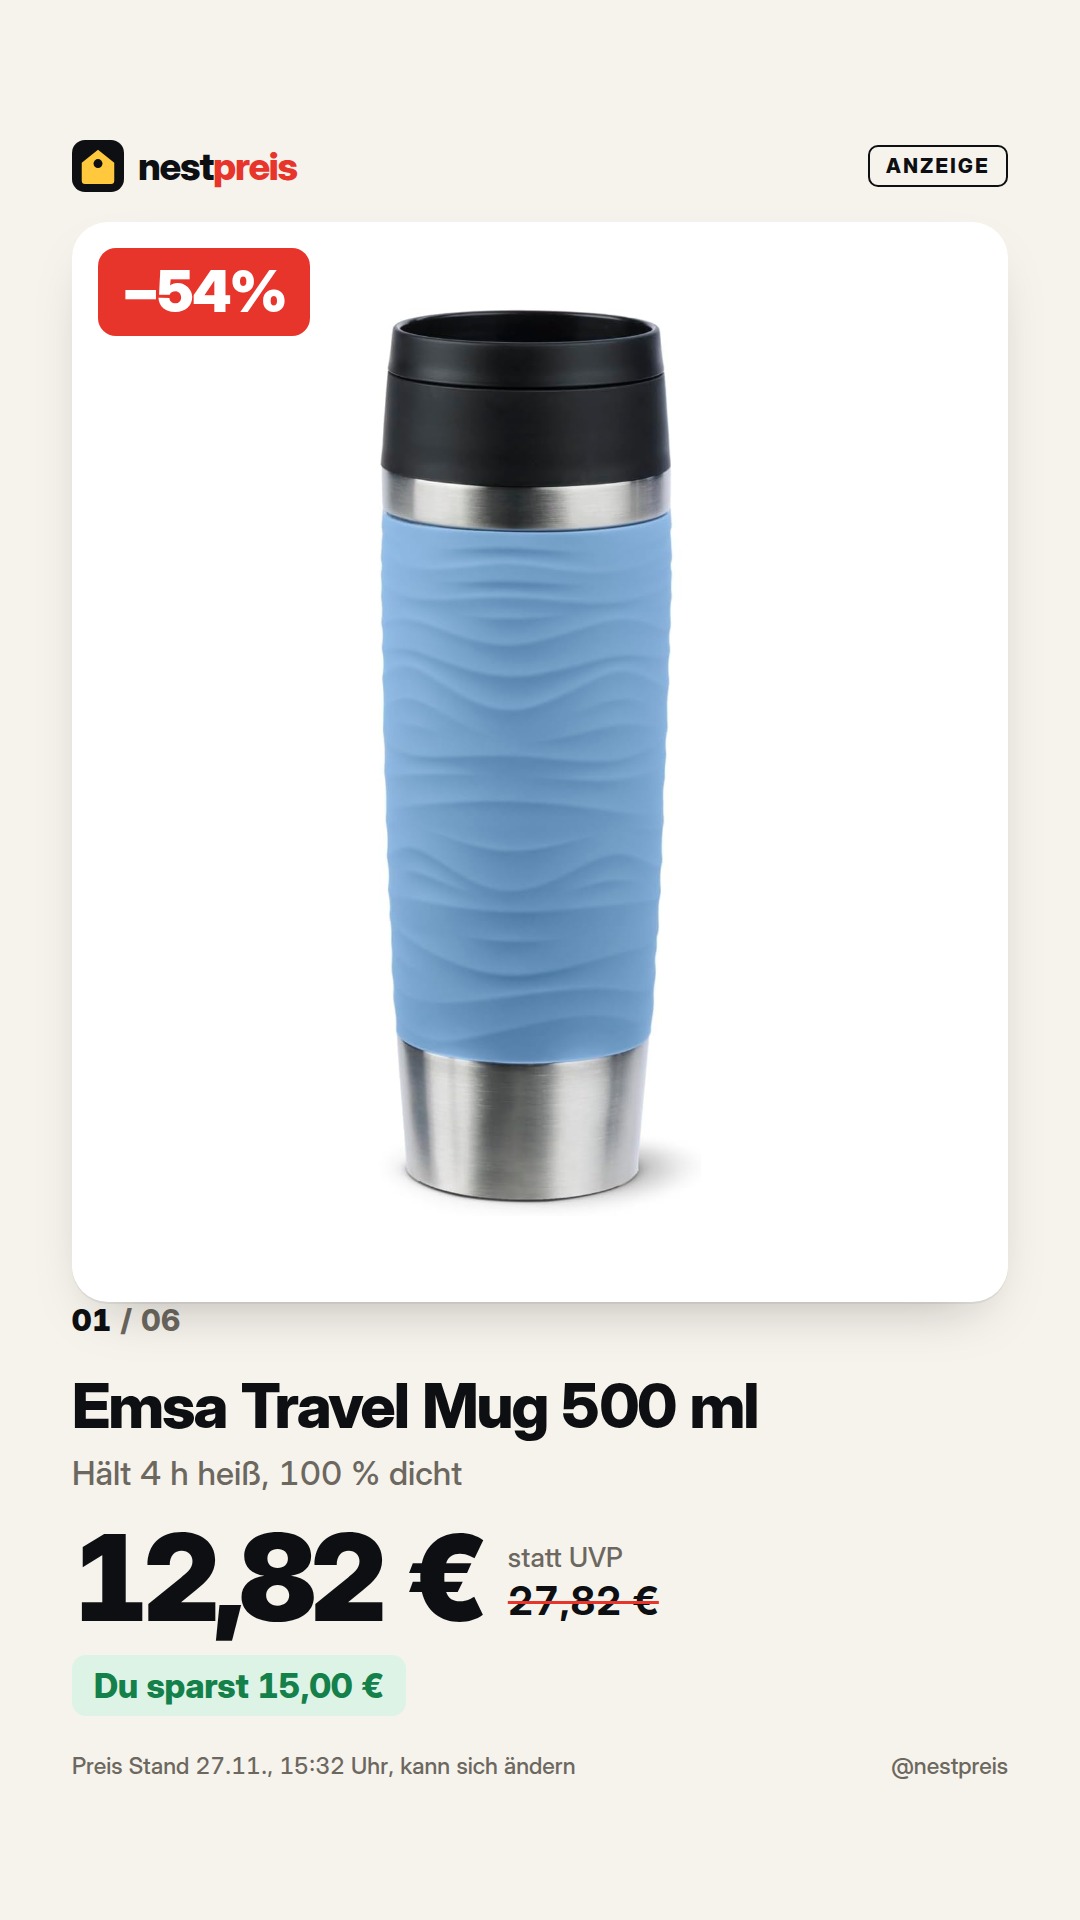 nestpreis
ANZEIGE
–54%
01 / 06
Emsa Travel Mug 500 ml
Hält 4 h heiß, 100 % dicht
12,82 €
statt UVP
27,82 €
Du sparst 15,00 €
Preis Stand 27.11., 15:32 Uhr, kann sich ändern
@nestpreis